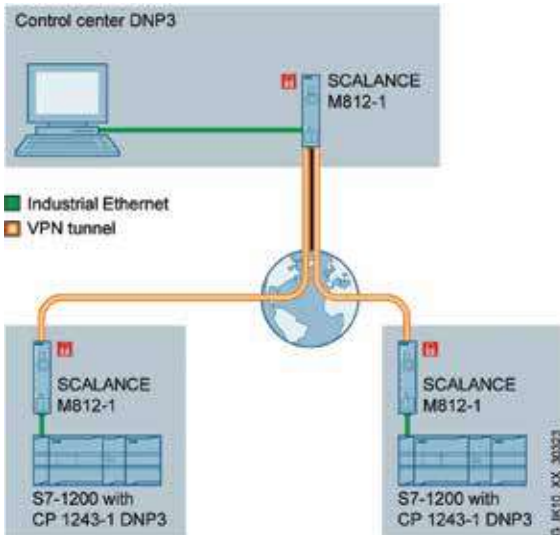 Control center DNP3
SCALANCE
M812-1
Industrial Ethernet
VPN tunnel
SCALANCE
M812-1
S7-1200 with
CP 1243-1 DNP3
SCALANCE
M812-1
S7-1200 with
CP 1243-1 DNP3